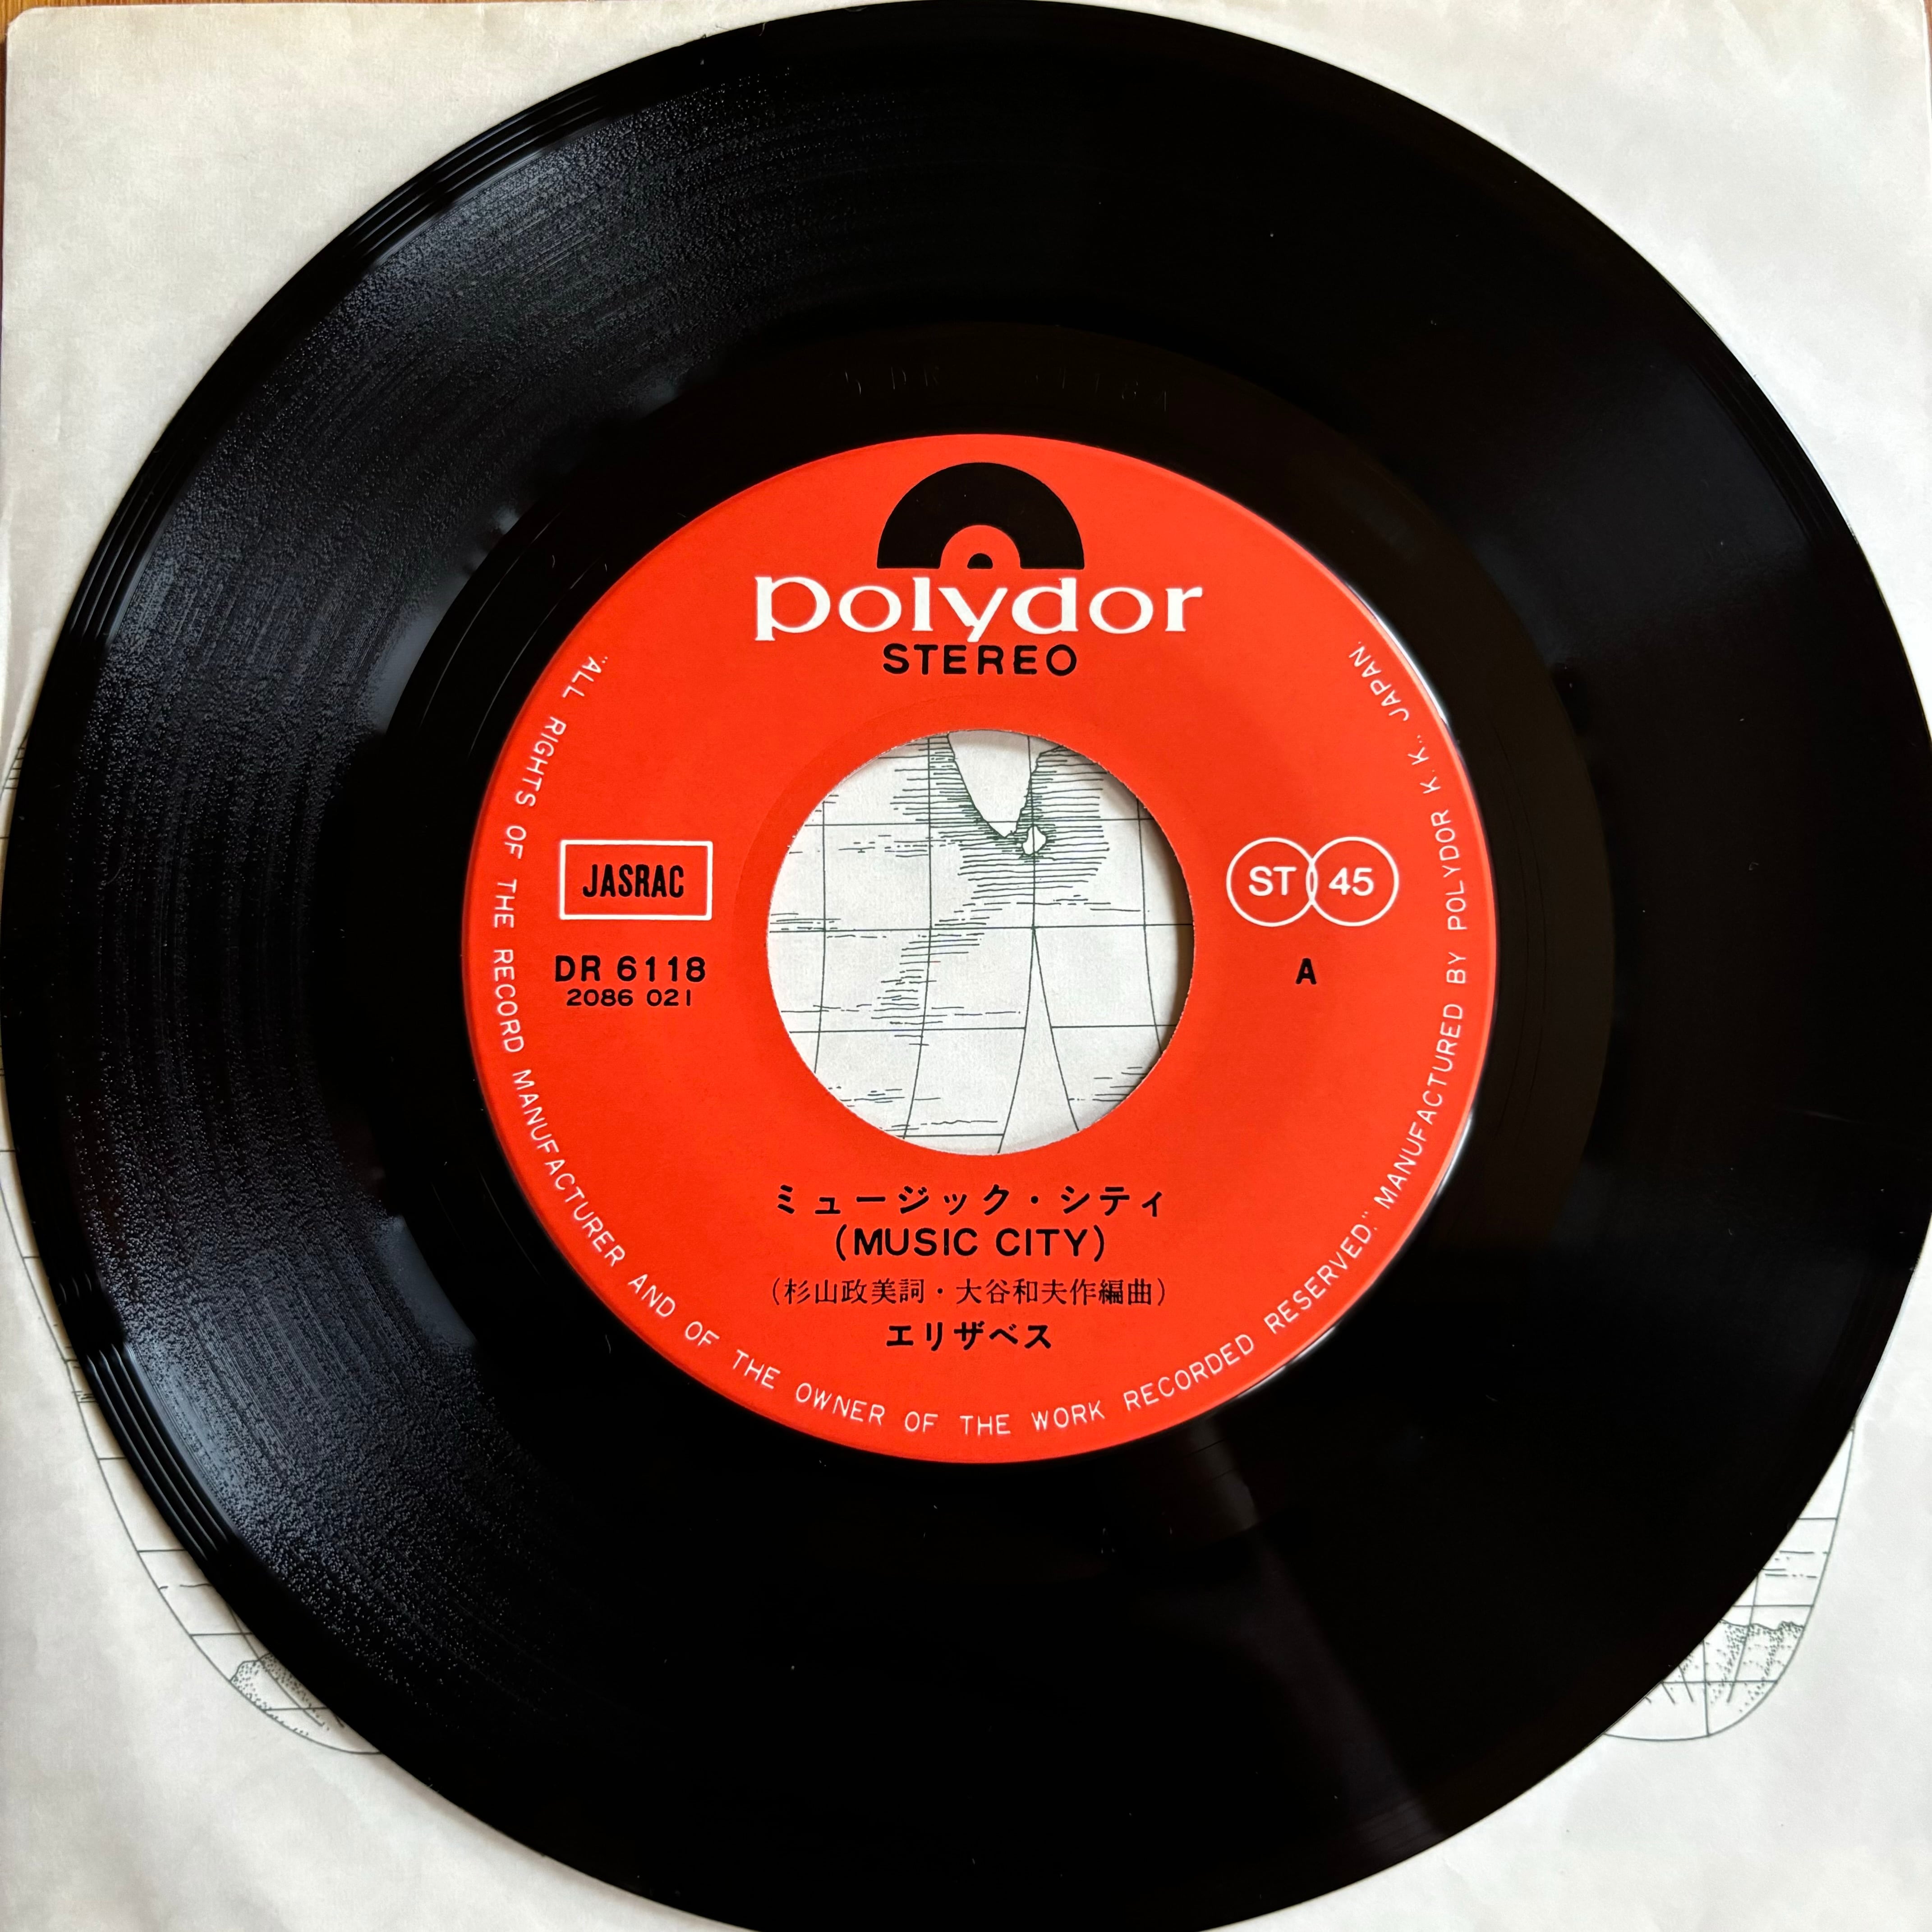 polydor
STEREO
JASRAC
ST 45
DR 6118
2086 021
A
ミュージック・シティ
(MUSIC CITY)
(杉山政美詞・大谷和夫作編曲)
エリザベス
"ALL RIGHTS OF THE RECORD MANUFACTURER AND OF THE OWNER OF THE WORK RECORDED RESERVED." MANUFACTURED BY POLYDOR K.K., JAPAN.